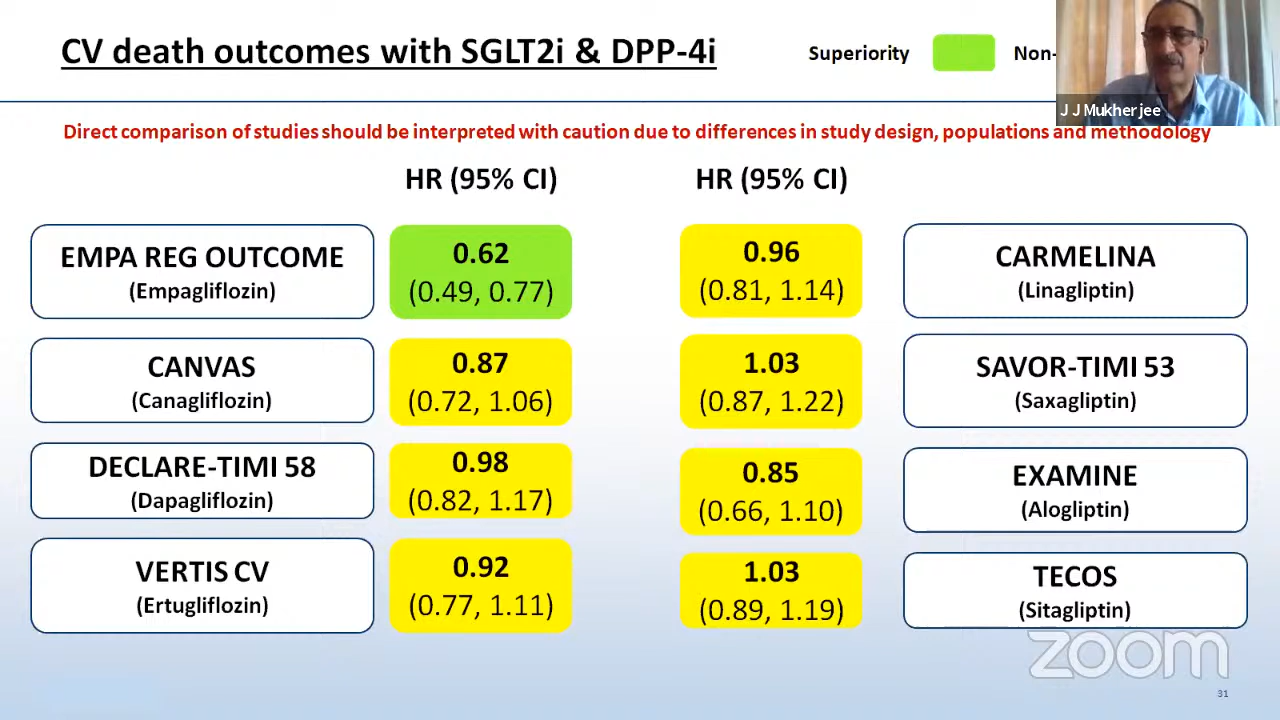 CV death outcomes with SGLT2i & DPP-4i
Superiority
Non-
J J Mukherjee
Direct comparison of studies should be interpreted with caution due to differences in study design, populations and methodology
HR (95% CI)
HR (95% CI)
EMPA REG OUTCOME
(Empagliflozin)
0.62
(0.49, 0.77)
0.96
(0.81, 1.14)
CARMELINA
(Linagliptin)
CANVAS
(Canagliflozin)
0.87
(0.72, 1.06)
1.03
(0.87, 1.22)
SAVOR-TIMI 53
(Saxagliptin)
DECLARE-TIMI 58
(Dapagliflozin)
0.98
(0.82, 1.17)
0.85
(0.66, 1.10)
EXAMINE
(Alogliptin)
VERTIS CV
(Ertugliflozin)
0.92
(0.77, 1.11)
1.03
(0.89, 1.19)
TECOS
(Sitagliptin)
zoom
31